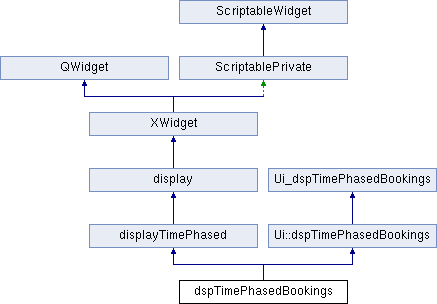 ScriptableWidget
QWidget
ScriptablePrivate
XWidget
display
Ui_dspTimePhasedBookings
displayTimePhased
Ui::dspTimePhasedBookings
dspTimePhasedBookings